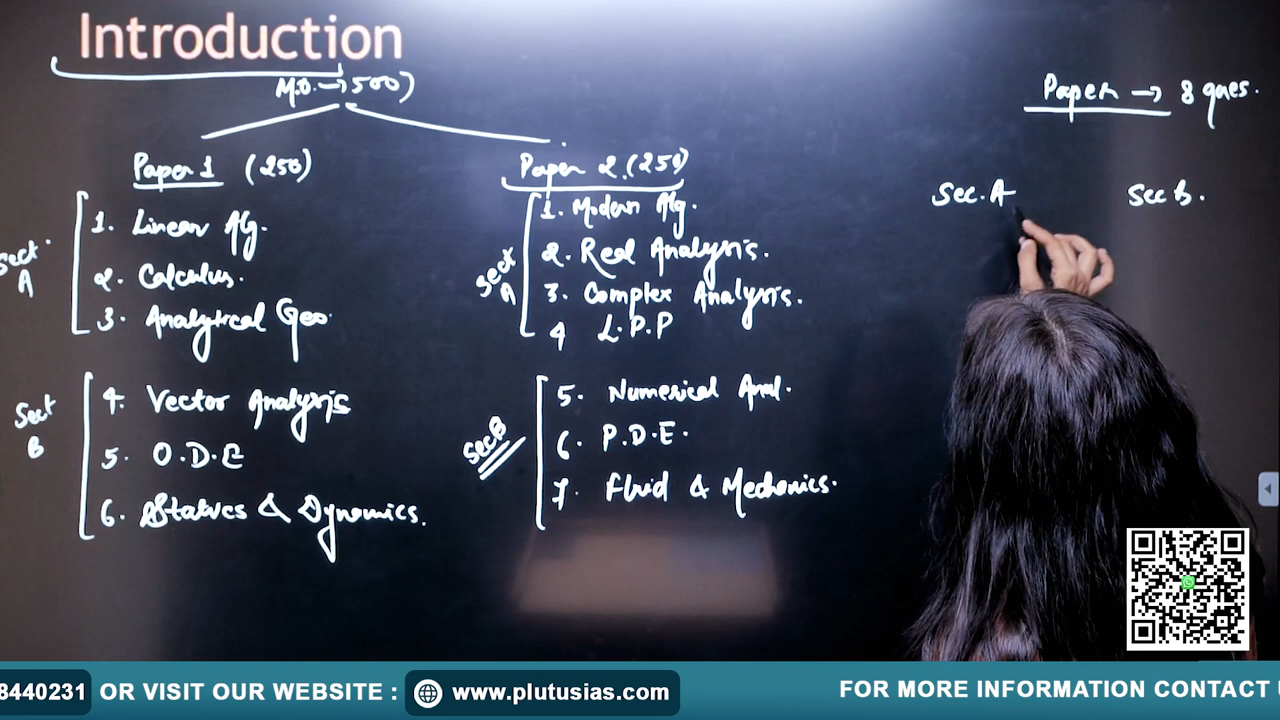 Introduction
M.O. → 500)
Paper 1 (250)
Sect. A
1. Linear Alg.
2. Calculus.
3. Analytical Geo.
Sect B
4. Vector Analysis
5. O.D.E
6. Statics & Dynamics.
Paper 2 (250)
Sect A
1. Modern Alg.
2. Real Analysis.
3. Complex Analysis.
4 L.P.P
Sec B
5. Numerical Anal.
6. P.D.E.
7. Fluid & Mechanics.
Paper → 8 ques.
Sec. A
Sec B.
8440231 OR VISIT OUR WEBSITE : www.plutusias.com FOR MORE INFORMATION CONTACT